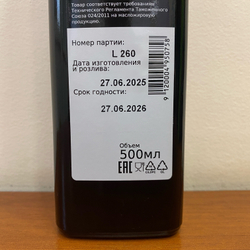 Товар соответствует требованиям
Технического Регламента Таможенного
Союза 024/2011 на масложировую
продукцию.
Номер партии:
L 260
Дата изготовления
и розлива:
27.06.2025
Срок годности:
27.06.2026
9120004950758
Объем
500мл